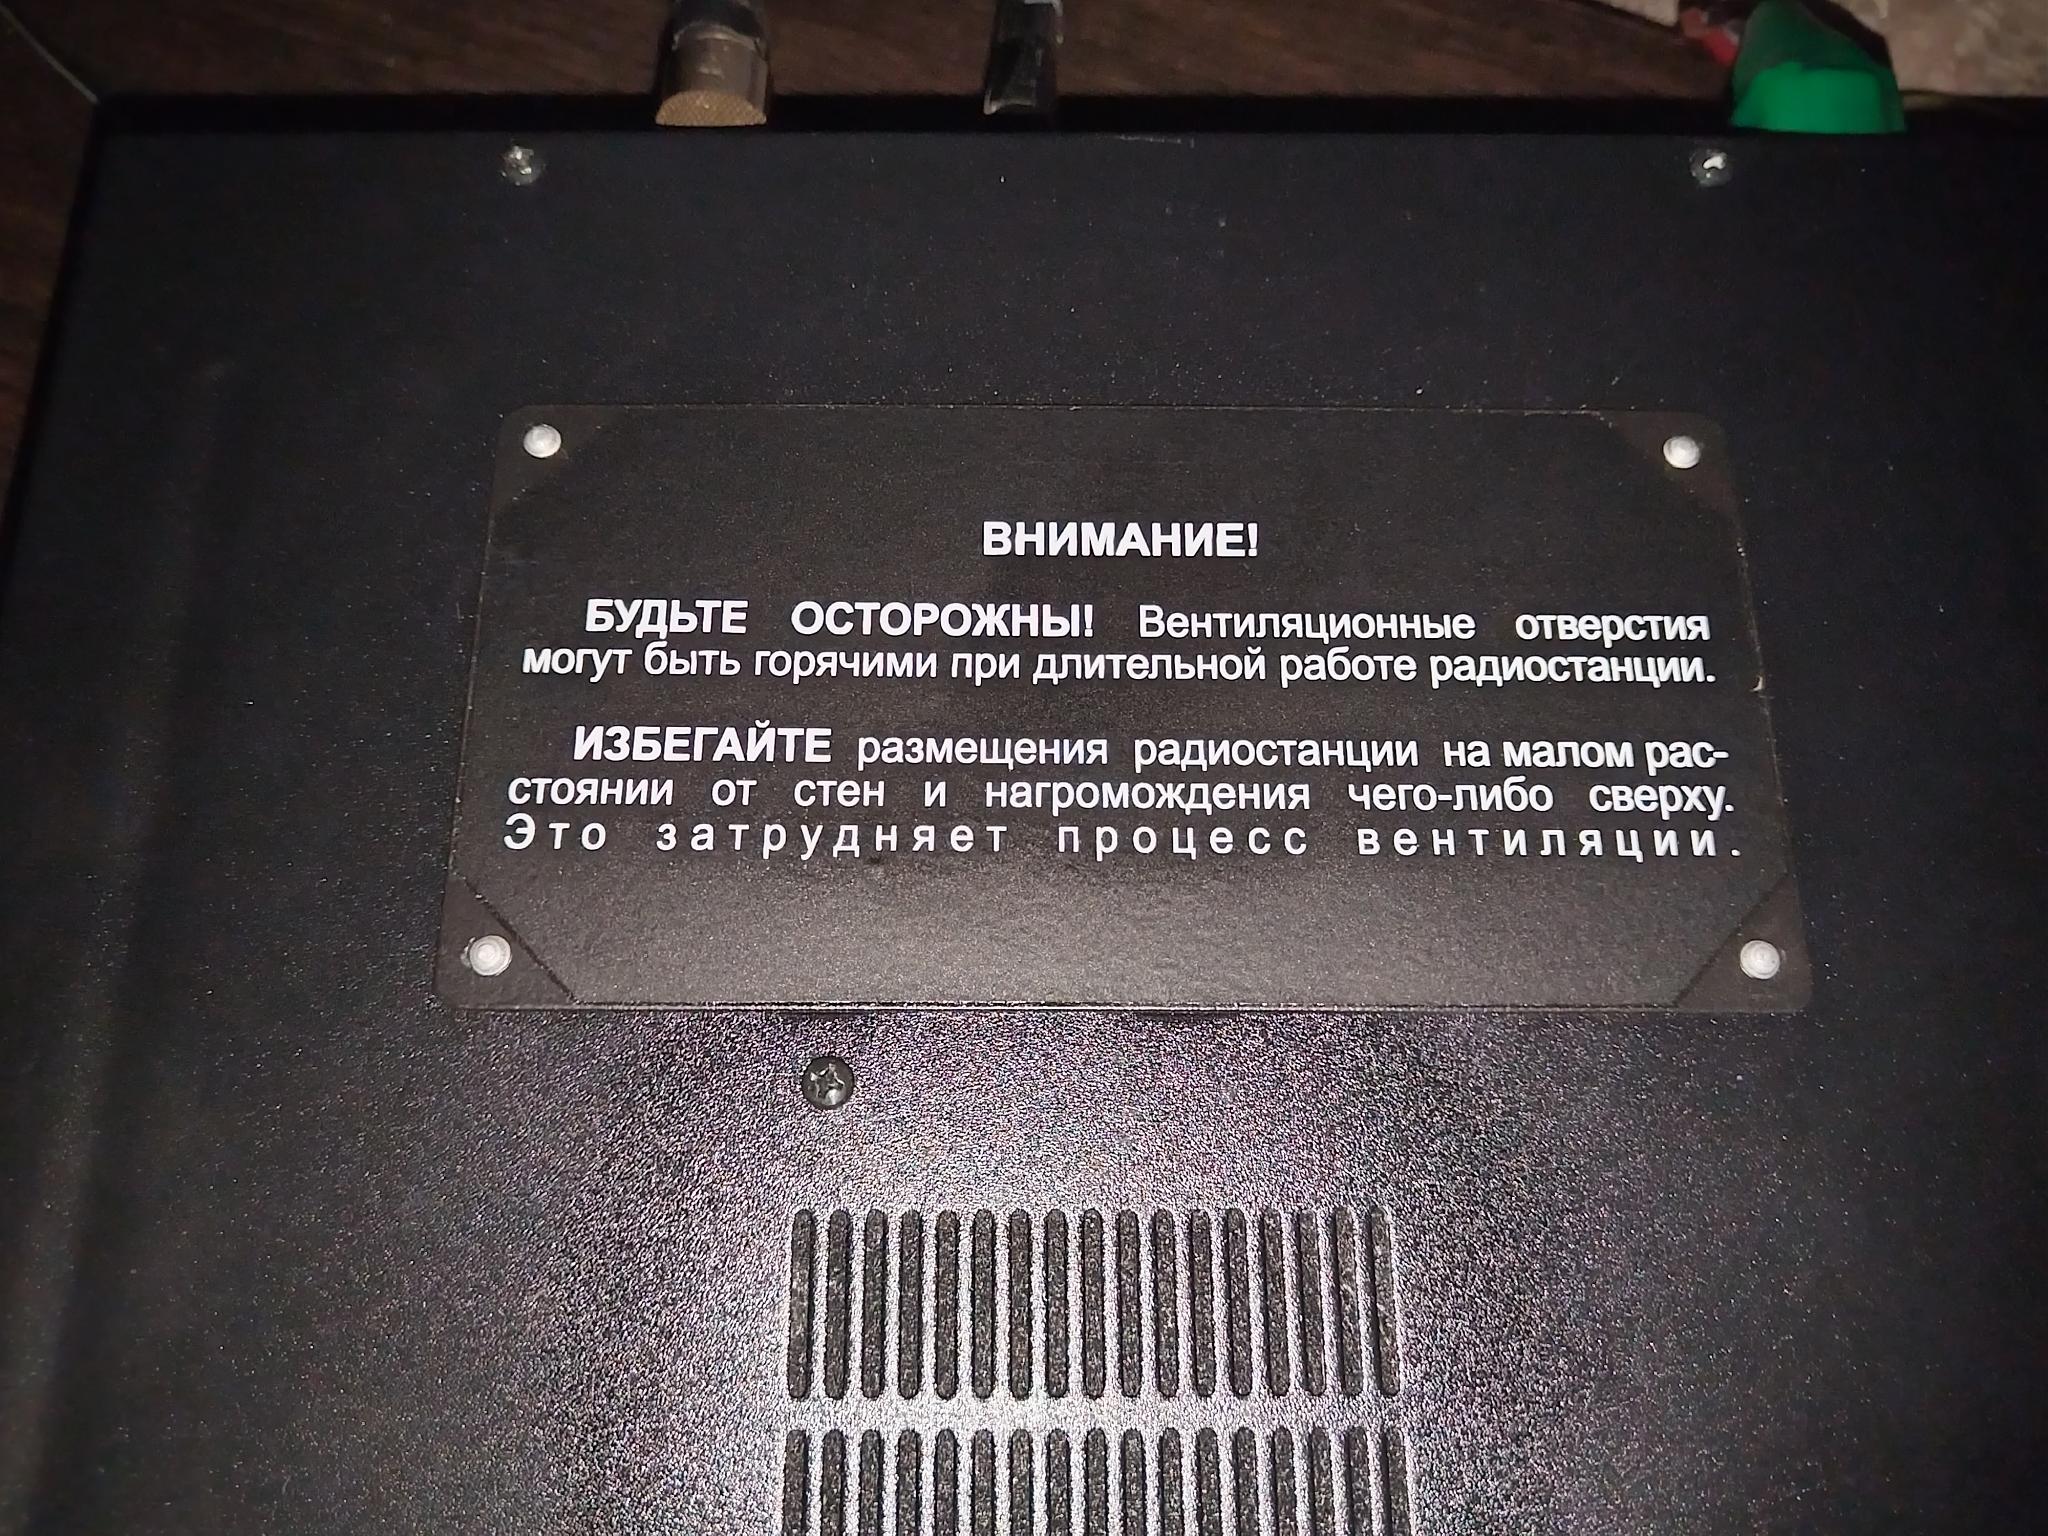 ВНИМАНИЕ!
БУДЬТЕ ОСТОРОЖНЫ! Вентиляционные отверстия
могут быть горячими при длительной работе радиостанции.
ИЗБЕГАЙТЕ размещения радиостанции на малом рас-
стоянии от стен и нагромождения чего-либо сверху.
Это затрудняет процесс вентиляции.